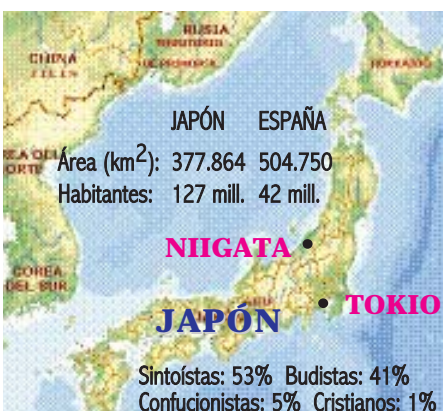 RUSIA
CHINA
HOKKAIDO
JAPÓN ESPAÑA
Área (km²): 377.864 504.750
Habitantes: 127 mill. 42 mill.
NIIGATA
COREA
DEL SUR
TOKIO
JAPÓN
Sintoístas: 53% Budistas: 41%
Confucionistas: 5% Cristianos: 1%